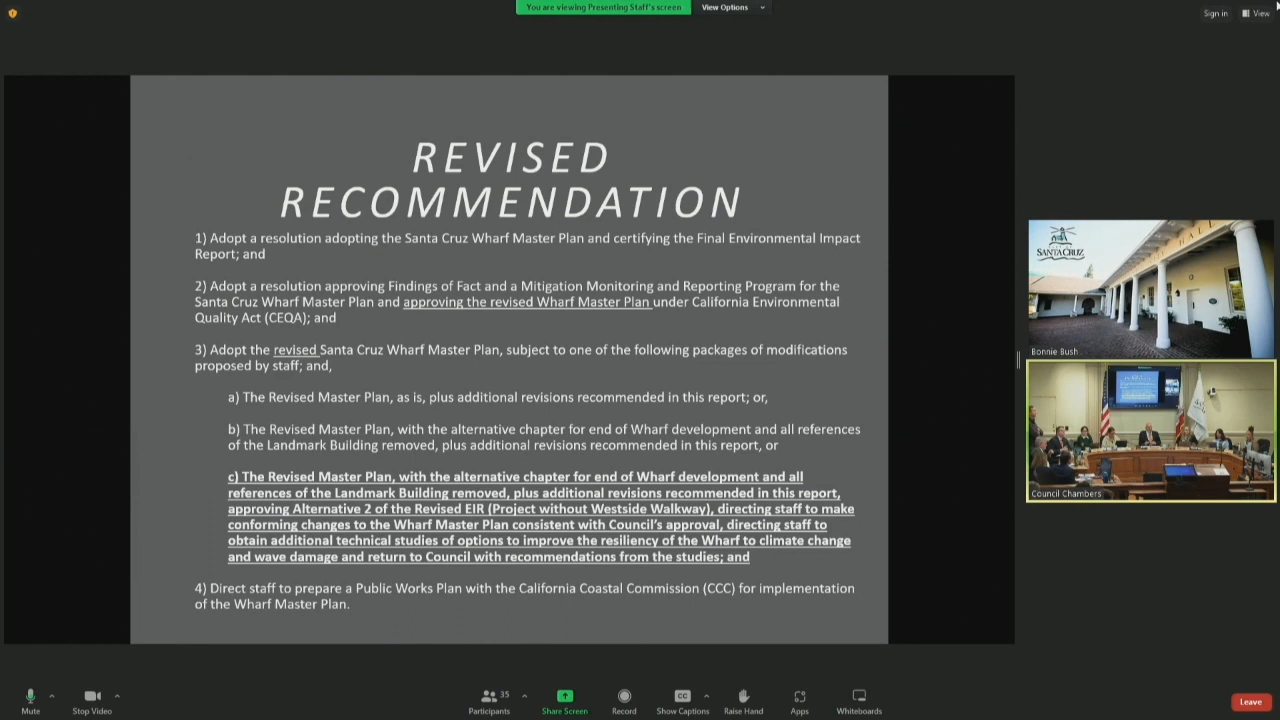 You are viewing Presenting Staff's screen
View Options
Sign in
View
REVISED
RECOMMENDATION
1) Adopt a resolution adopting the Santa Cruz Wharf Master Plan and certifying the Final Environmental Impact
Report; and
2) Adopt a resolution approving Findings of Fact and a Mitigation Monitoring and Reporting Program for the
Santa Cruz Wharf Master Plan and approving the revised Wharf Master Plan under California Environmental
Quality Act (CEQA); and
3) Adopt the revised Santa Cruz Wharf Master Plan, subject to one of the following packages of modifications
proposed by staff; and,
a) The Revised Master Plan, as is, plus additional revisions recommended in this report; or,
b) The Revised Master Plan, with the alternative chapter for end of Wharf development and all references
of the Landmark Building removed, plus additional revisions recommended in this report, or
c) The Revised Master Plan, with the alternative chapter for end of Wharf development and all
references of the Landmark Building removed, plus additional revisions recommended in this report,
approving Alternative 2 of the Revised EIR (Project without Westside Walkway), directing staff to make
conforming changes to the Wharf Master Plan consistent with Council's approval, directing staff to
obtain additional technical studies of options to improve the resiliency of the Wharf to climate change
and wave damage and return to Council with recommendations from the studies; and
4) Direct staff to prepare a Public Works Plan with the California Coastal Commission (CCC) for implementation
of the Wharf Master Plan.
SANTA CRUZ
Bonnie Bush
Council Chambers
Mute
Stop Video
Participants
35
Share Screen
Record
CC
Show Captions
Raise Hand
Apps
Whiteboards
Leave